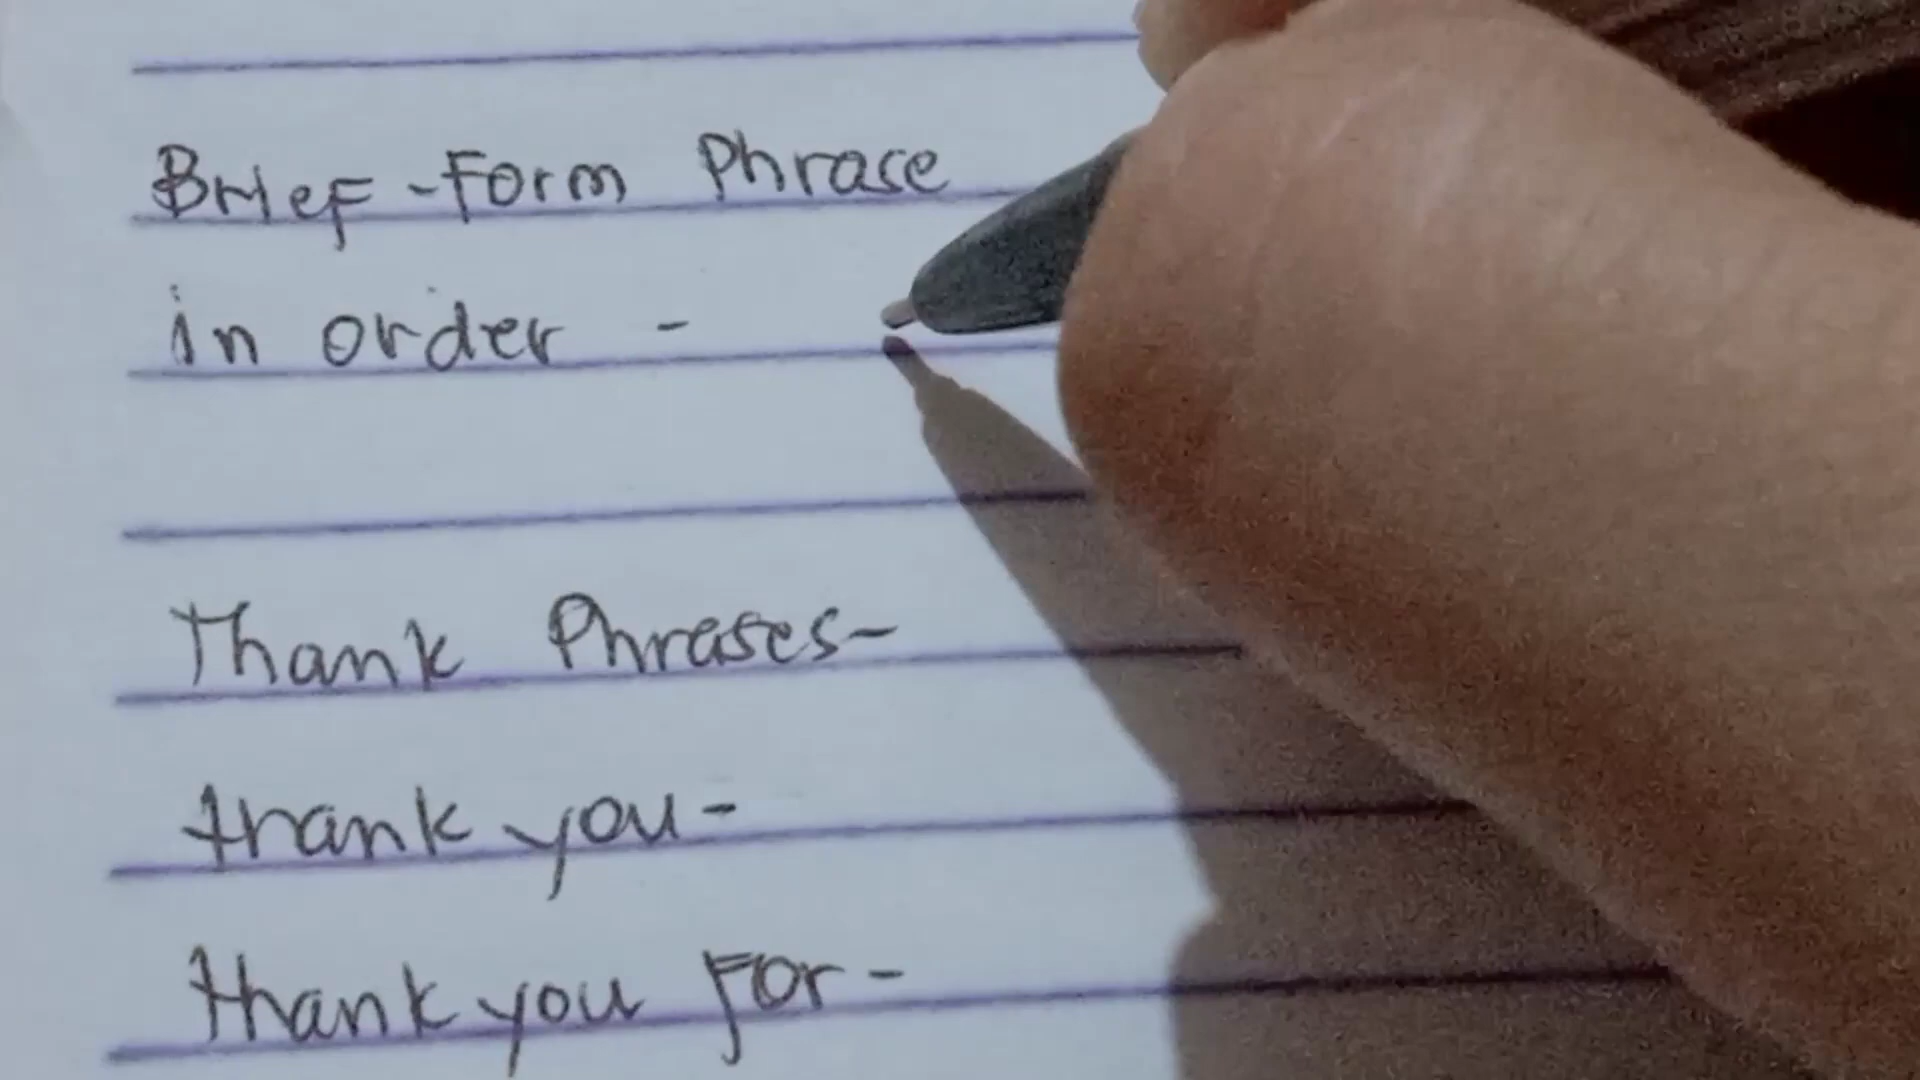 Brief-Form Phrase
in order -
Thank Phrases-
thank you-
thank you For-